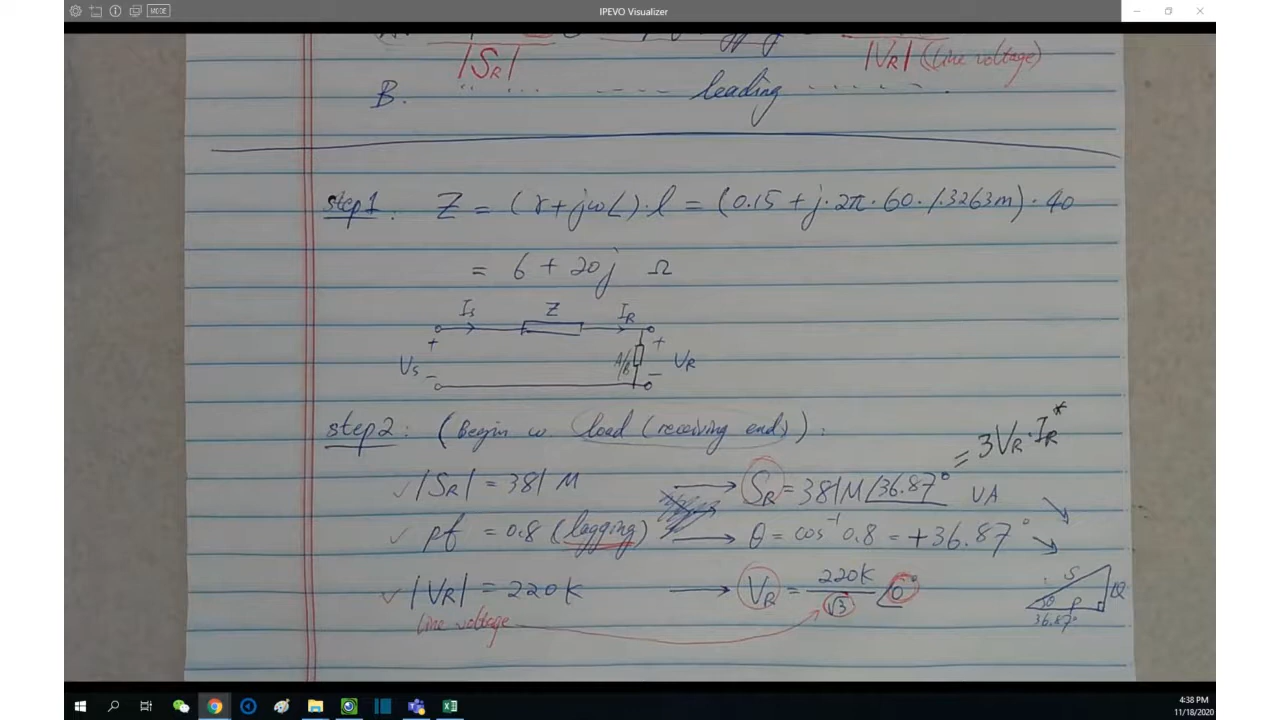 IPEVO Visualizer
MODE
|SR| |VR| (Line voltage)
B. .. ... ---- leading . . . . . .
step1: Z = (r+jωL)·l = (0.15 + j·2π·60·1.3263m)·40
= 6 + 20j Ω
Is Z IR
+ +
Vs A/B VR
− −
step2: (Begin w. load (receiving end)): = 3VR·IR*
✓ |SR| = 381 M → SR = 381M/36.87° VA
✓ pf = 0.8 (lagging) → θ = cos⁻¹ 0.8 = +36.87°
✓ |VR| = 220K → VR = 220K/√3 /0° S θ P Q
Line voltage 36.87°
4:38 PM
11/18/2020